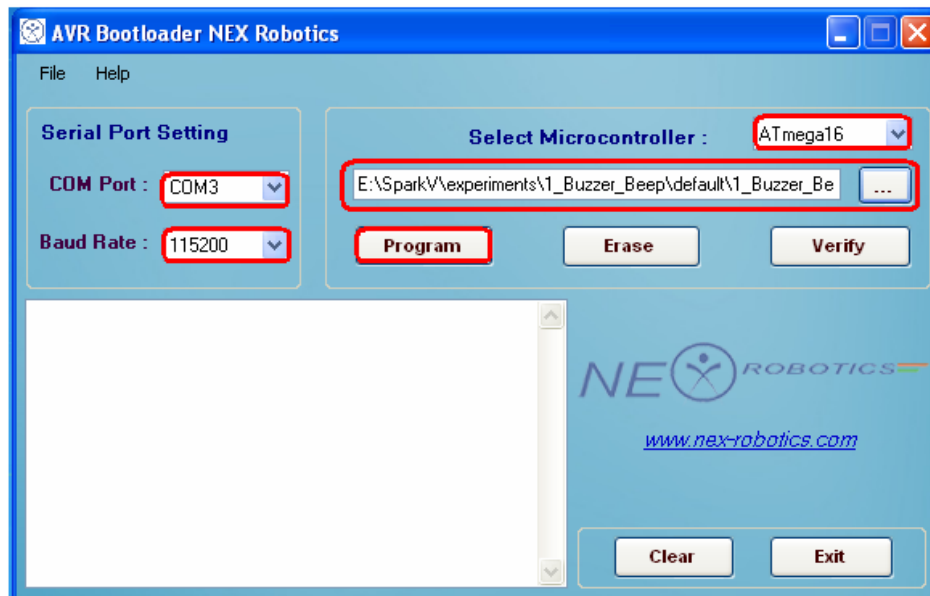 AVR Bootloader NEX Robotics
File Help
Serial Port Setting
COM Port : COM3
Baud Rate : 115200
Select Microcontroller : ATmega16
E:\SparkV\experiments\1_Buzzer_Beep\default\1_Buzzer_Be ...
Program Erase Verify
NEX ROBOTICS
www.nex-robotics.com
Clear Exit